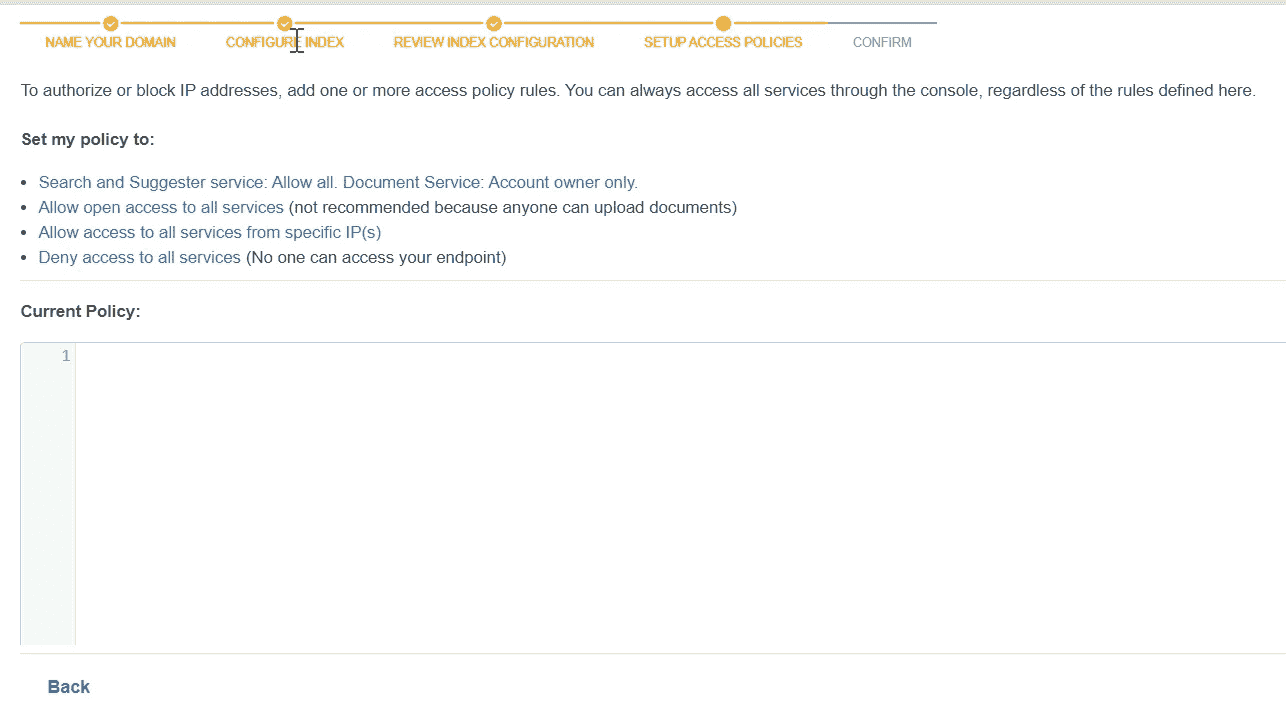 NAME YOUR DOMAIN CONFIGURE INDEX REVIEW INDEX CONFIGURATION SETUP ACCESS POLICIES CONFIRM
To authorize or block IP addresses, add one or more access policy rules. You can always access all services through the console, regardless of the rules defined here.
Set my policy to:
• Search and Suggester service: Allow all. Document Service: Account owner only.
• Allow open access to all services (not recommended because anyone can upload documents)
• Allow access to all services from specific IP(s)
• Deny access to all services (No one can access your endpoint)
Current Policy:
1
Back